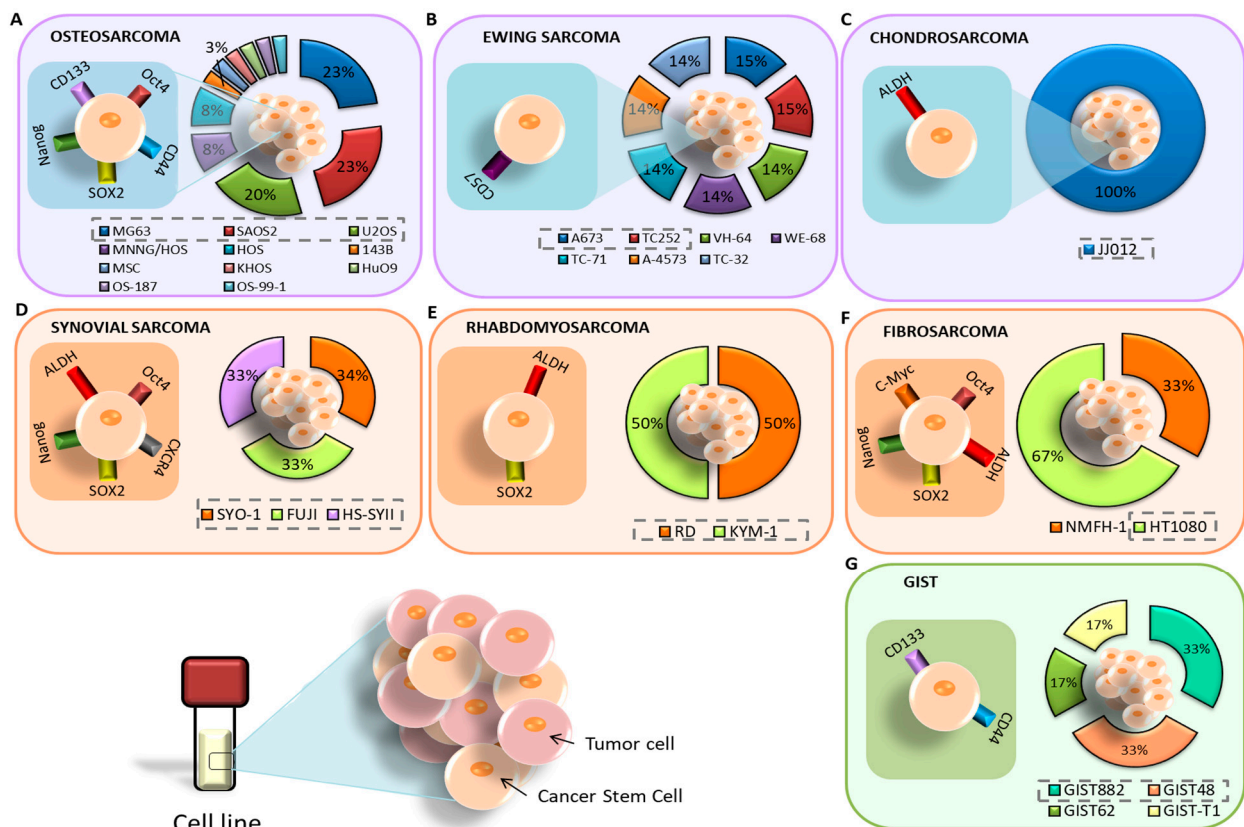 A
OSTEOSARCOMA
CD133
Oct4
Nanog
CD44
SOX2
3%
23%
23%
20%
8%
8%
MG63 SAOS2 U2OS
MNNG/HOS HOS 143B
MSC KHOS HuO9
OS-187 OS-99-1
B
EWING SARCOMA
CD57
14%
15%
15%
14%
14%
14%
14%
A673 TC252 VH-64 WE-68
TC-71 A-4573 TC-32
C
CHONDROSARCOMA
ALDH
100%
JJ012
D
SYNOVIAL SARCOMA
ALDH
Oct4
Nanog
CXCR4
SOX2
33%
34%
33%
SYO-1 FUJI HS-SYII
E
RHABDOMYOSARCOMA
ALDH
SOX2
50%
50%
RD KYM-1
F
FIBROSARCOMA
C-Myc
Oct4
Nanog
ALDH
SOX2
33%
67%
NMFH-1 HT1080
G
GIST
CD133
CD44
17%
33%
17%
33%
GIST882 GIST48
GIST62 GIST-T1
Tumor cell
Cancer Stem Cell
Cell line